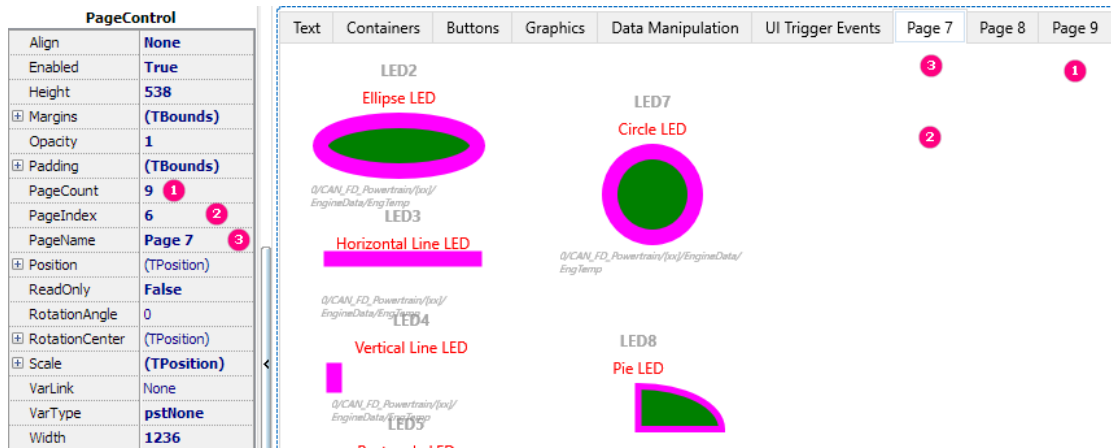 PageControl
Align None
Enabled True
Height 538
Margins (TBounds)
Opacity 1
Padding (TBounds)
PageCount 9 1
PageIndex 6 2
PageName Page 7 3
Position (TPosition)
ReadOnly False
RotationAngle 0
RotationCenter (TPosition)
Scale (TPosition)
VarLink None
VarType pstNone
Width 1236
Text Containers Buttons Graphics Data Manipulation UI Trigger Events Page 7 Page 8 Page 9
3 1
2
LED2
Ellipse LED
0/CAN_FD_Powertrain/[xx]/
EngineData/EngTemp
LED3
Horizontal Line LED
0/CAN_FD_Powertrain/[xx]/
EngineData/EngTemp
LED4
Vertical Line LED
0/CAN_FD_Powertrain/[xx]/
EngineData/EngTemp
LED5
LED7
Circle LED
0/CAN_FD_Powertrain/[xx]/EngineData/
EngTemp
LED8
Pie LED